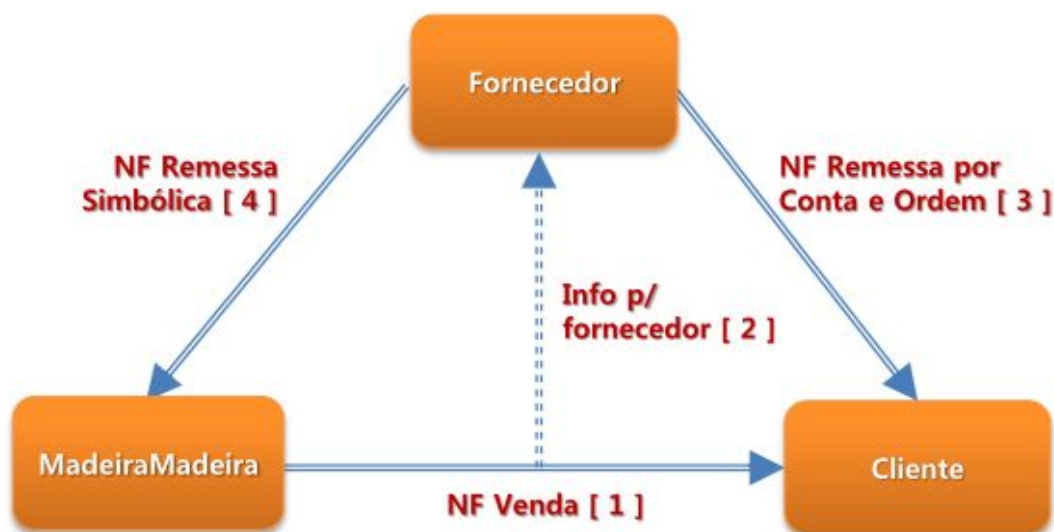 Fornecedor
NF Remessa
Simbólica [ 4 ]
NF Remessa por
Conta e Ordem [ 3 ]
Info p/
fornecedor [ 2 ]
MadeiraMadeira
Cliente
NF Venda [ 1 ]